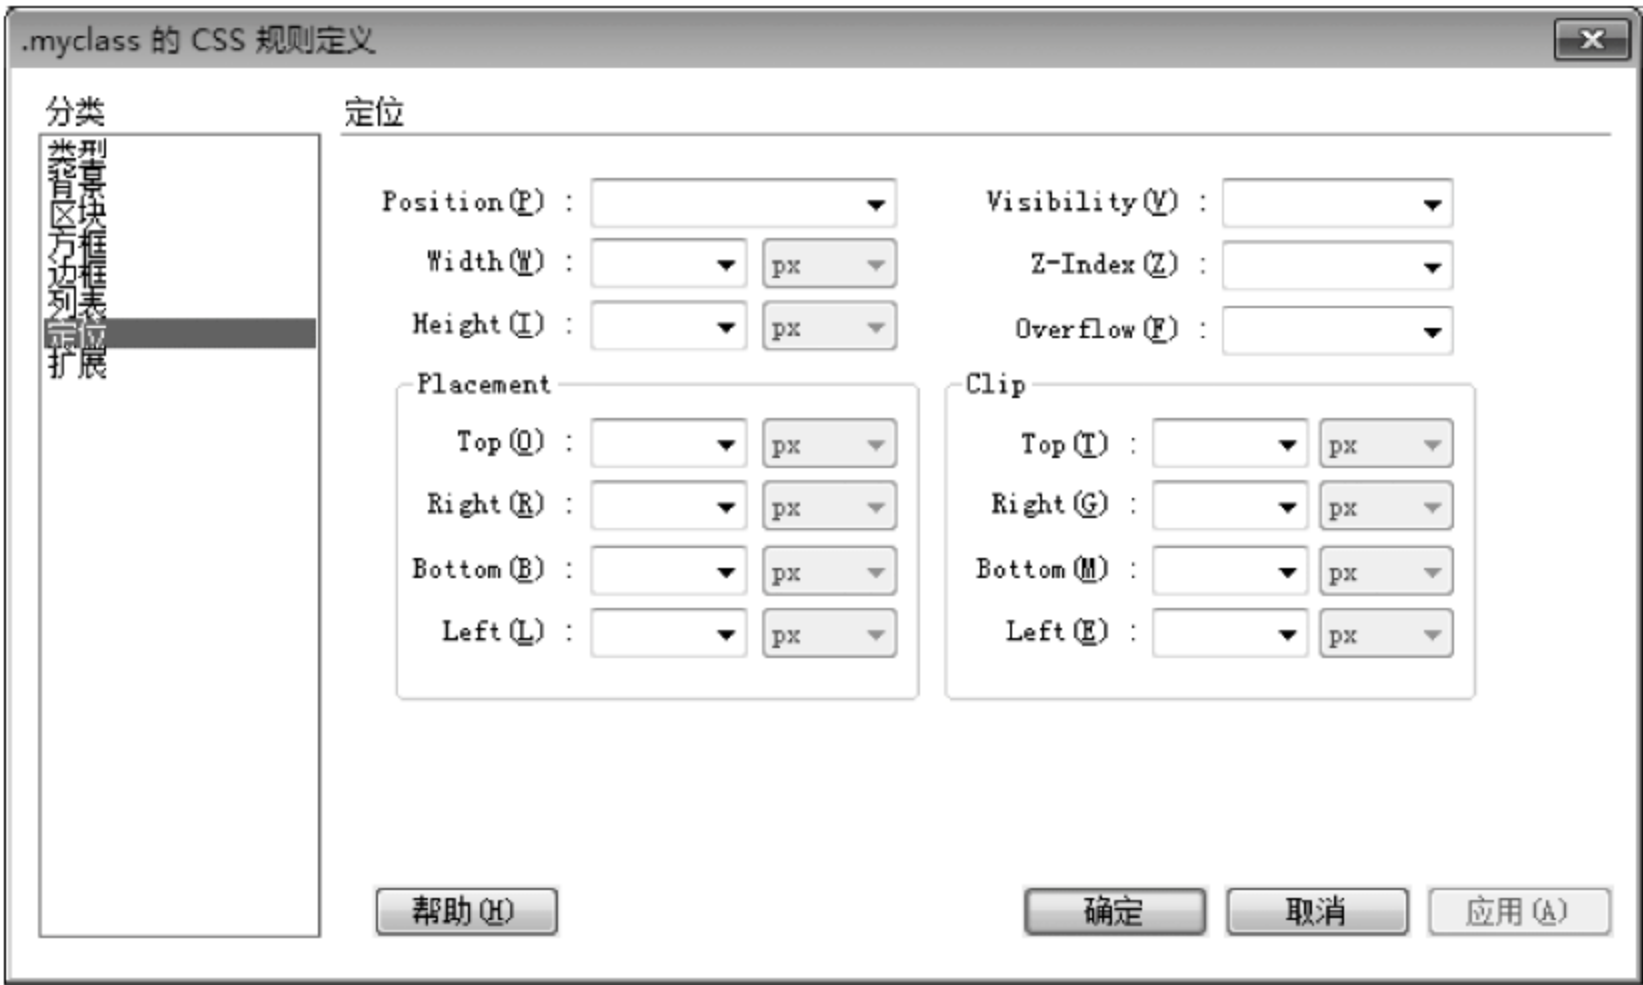 .myclass 的 CSS 规则定义
分类
类型
背景
区块
方框
边框
列表
定位
扩展
定位
Position(P) :
Visibility(V) :
Width(W) : px
Z-Index(Z) :
Height(I) : px
Overflow(F) :
Placement
Top(O) : px
Right(R) : px
Bottom(B) : px
Left(L) : px
Clip
Top(T) : px
Right(G) : px
Bottom(M) : px
Left(E) : px
帮助(H)
确定
取消
应用(A)